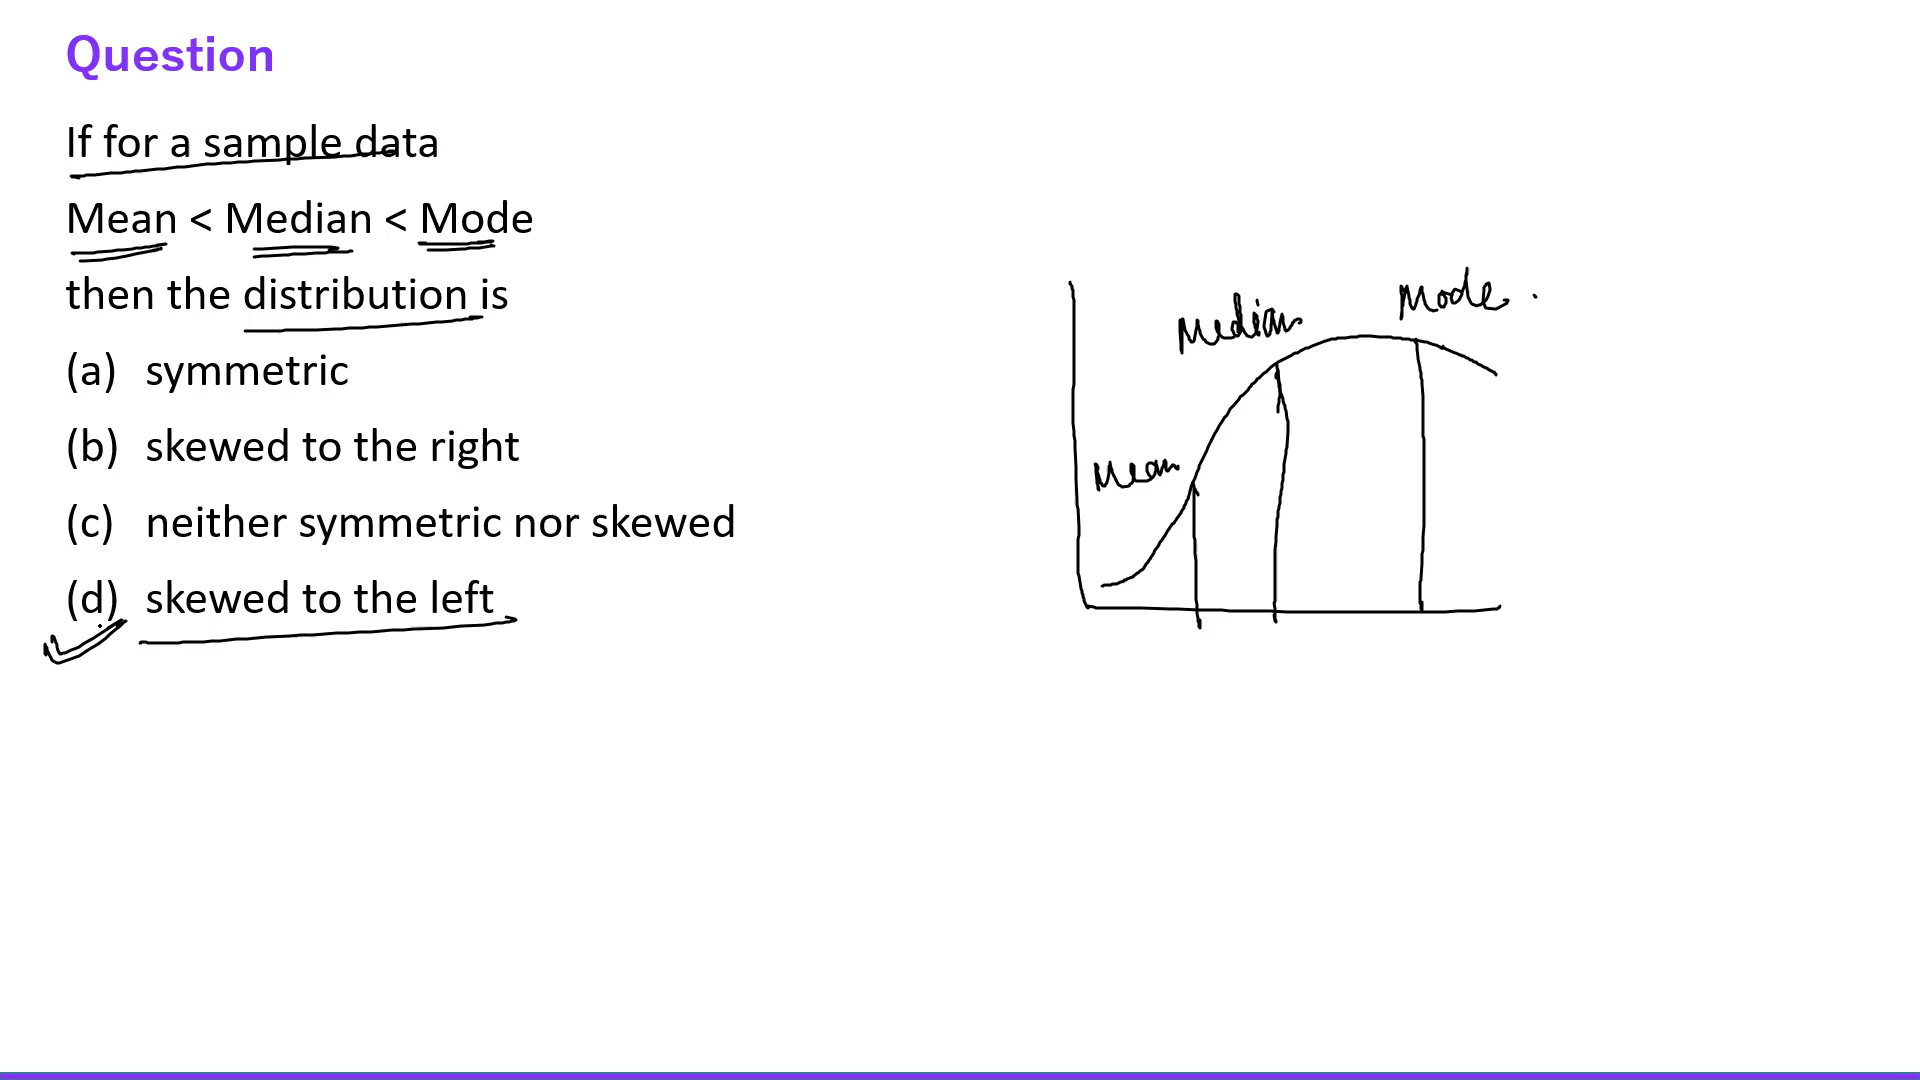 Question
If for a sample data
Mean < Median < Mode
then the distribution is
(a) symmetric
(b) skewed to the right
(c) neither symmetric nor skewed
(d) skewed to the left
Mode
Median
Mean